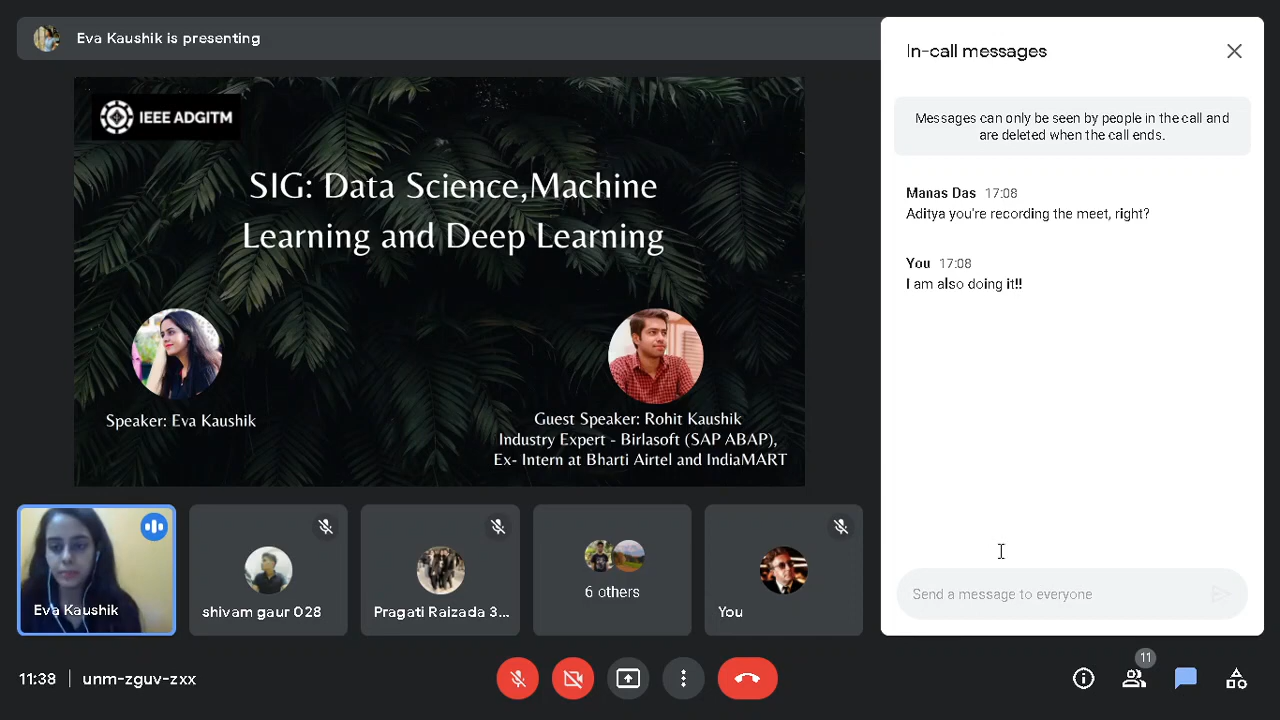 Eva Kaushik is presenting
IEEE ADGITM
SIG: Data Science,Machine
Learning and Deep Learning
Speaker: Eva Kaushik
Guest Speaker: Rohit Kaushik
Industry Expert - Birlasoft (SAP ABAP),
Ex- Intern at Bharti Airtel and IndiaMART
Eva Kaushik
shivam gaur 028
Pragati Raizada 3...
6 others
You
In-call messages
Messages can only be seen by people in the call and
are deleted when the call ends.
Manas Das 17:08
Aditya you're recording the meet, right?
You 17:08
I am also doing it!!
Send a message to everyone
11:38 | unm-zguv-zxx
11